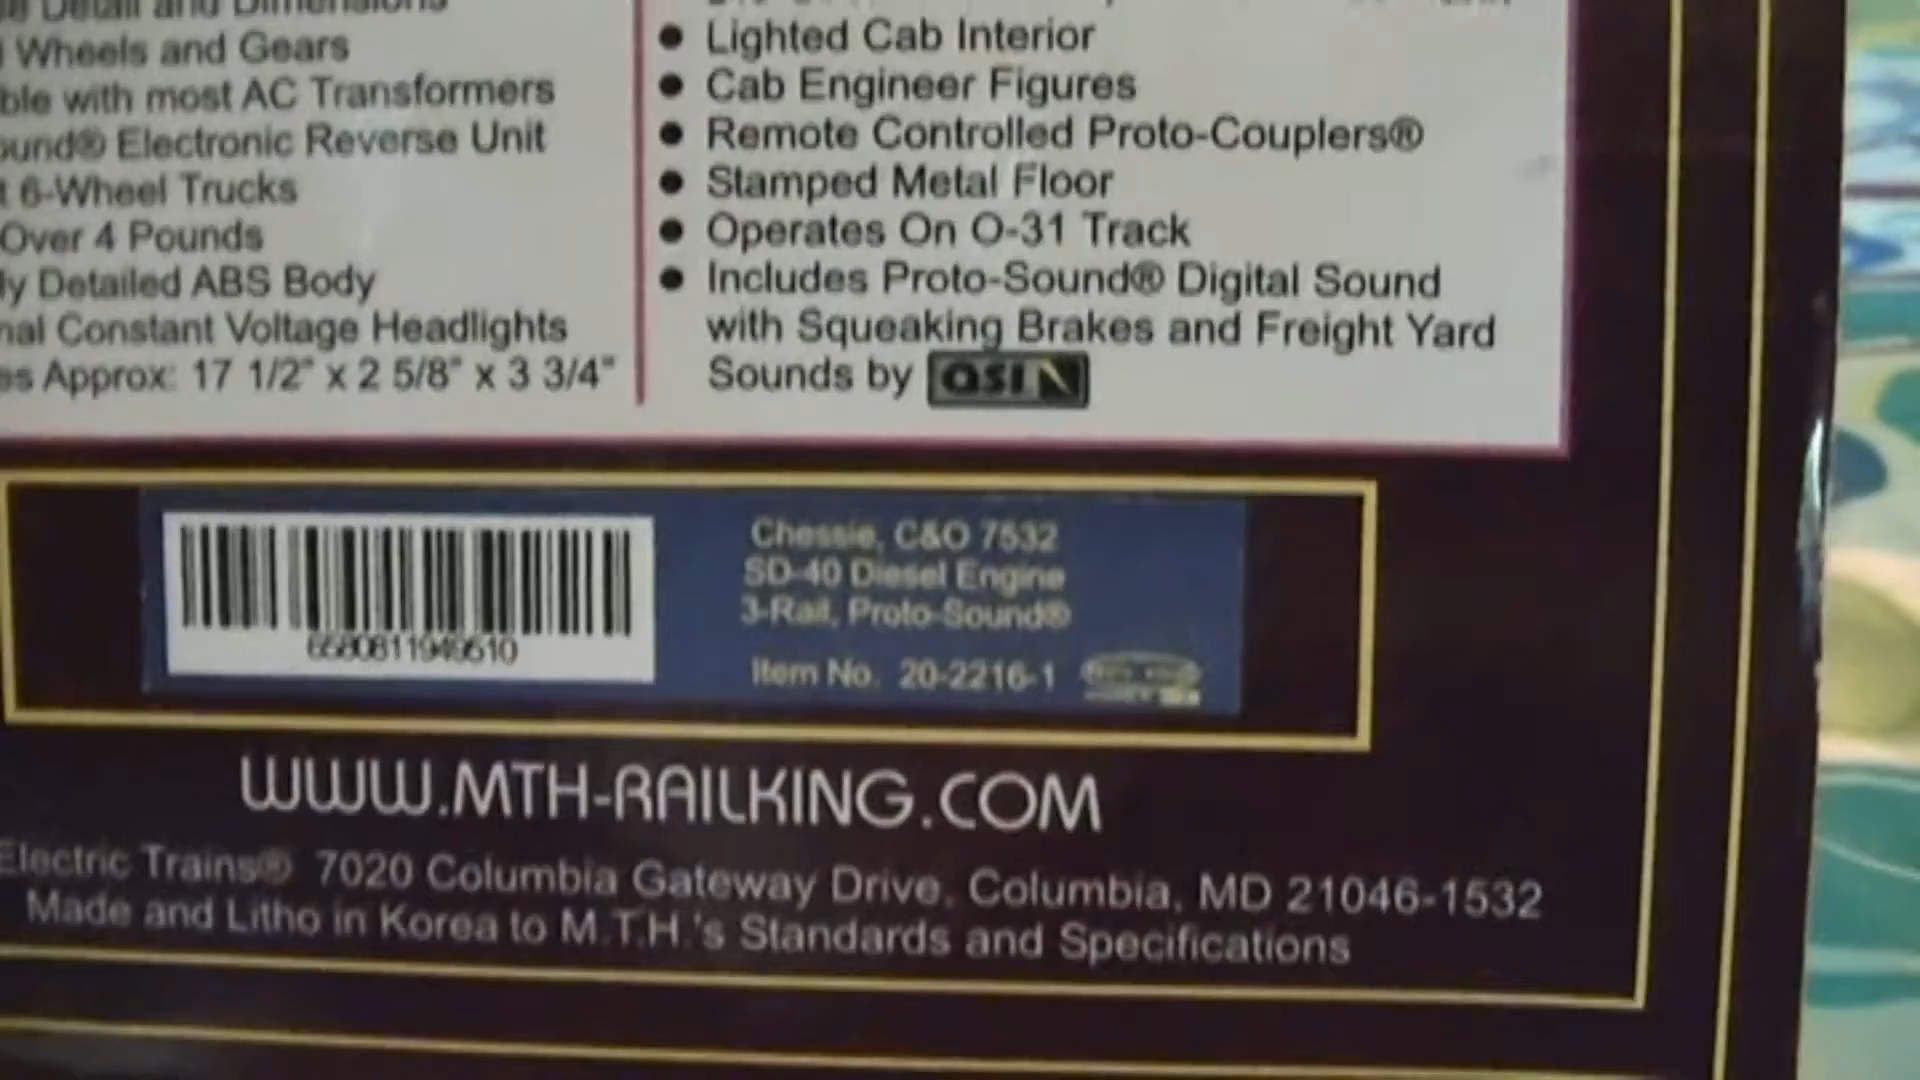 Detail and Dimensions
Wheels and Gears
with most AC Transformers
Electronic Reverse Unit
6-Wheel Trucks
Over 4 Pounds
Detailed ABS Body
Constant Voltage Headlights
Approx: 17 1/2" x 2 5/8" x 3 3/4"
● Lighted Cab Interior
● Cab Engineer Figures
● Remote Controlled Proto-Couplers®
● Stamped Metal Floor
● Operates On O-31 Track
● Includes Proto-Sound® Digital Sound
with Squeaking Brakes and Freight Yard
Sounds by QSI
Chessie, C&O 7532
SD-40 Diesel Engine
3-Rail, Proto-Sound®
Item No. 20-2216-1
WWW.MTH-RAILKING.COM
Electric Trains® 7020 Columbia Gateway Drive, Columbia, MD 21046-1532
Made and Litho in Korea to M.T.H.'s Standards and Specifications